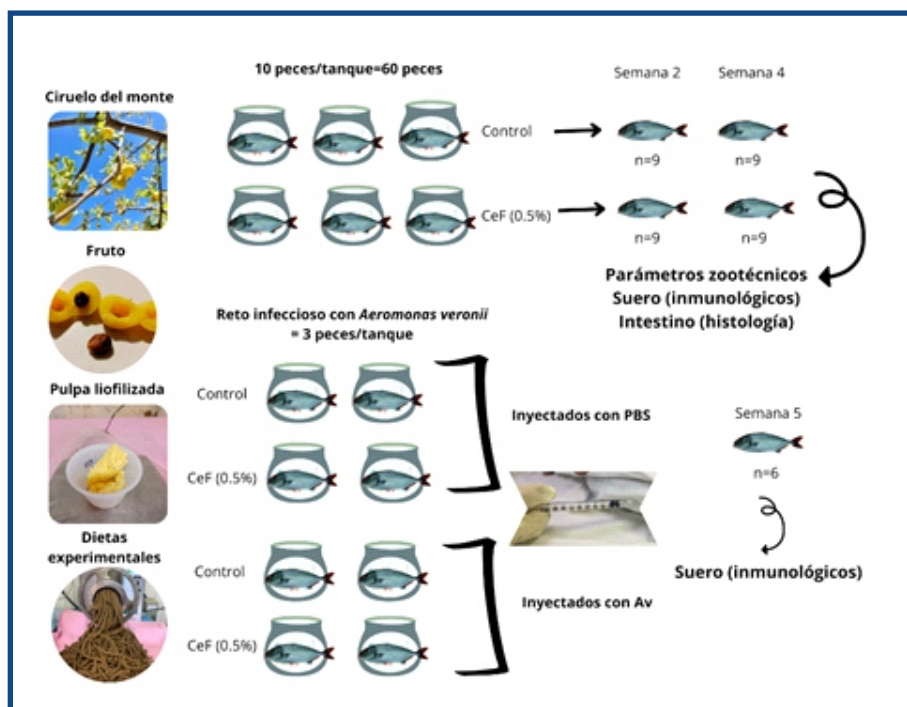 10 peces/tanque=60 peces
Semana 2
Semana 4
Ciruelo del monte
Control
n=9
n=9
CeF (0.5%)
n=9
n=9
Fruto
Parámetros zootécnicos
Suero (inmunológicos)
Intestino (histología)
Reto infeccioso con Aeromonas veronii
= 3 peces/tanque
Pulpa liofilizada
Control
Inyectados con PBS
Semana 5
CeF (0.5%)
n=6
Dietas
experimentales
Control
Suero (inmunológicos)
Inyectados con Av
CeF (0.5%)